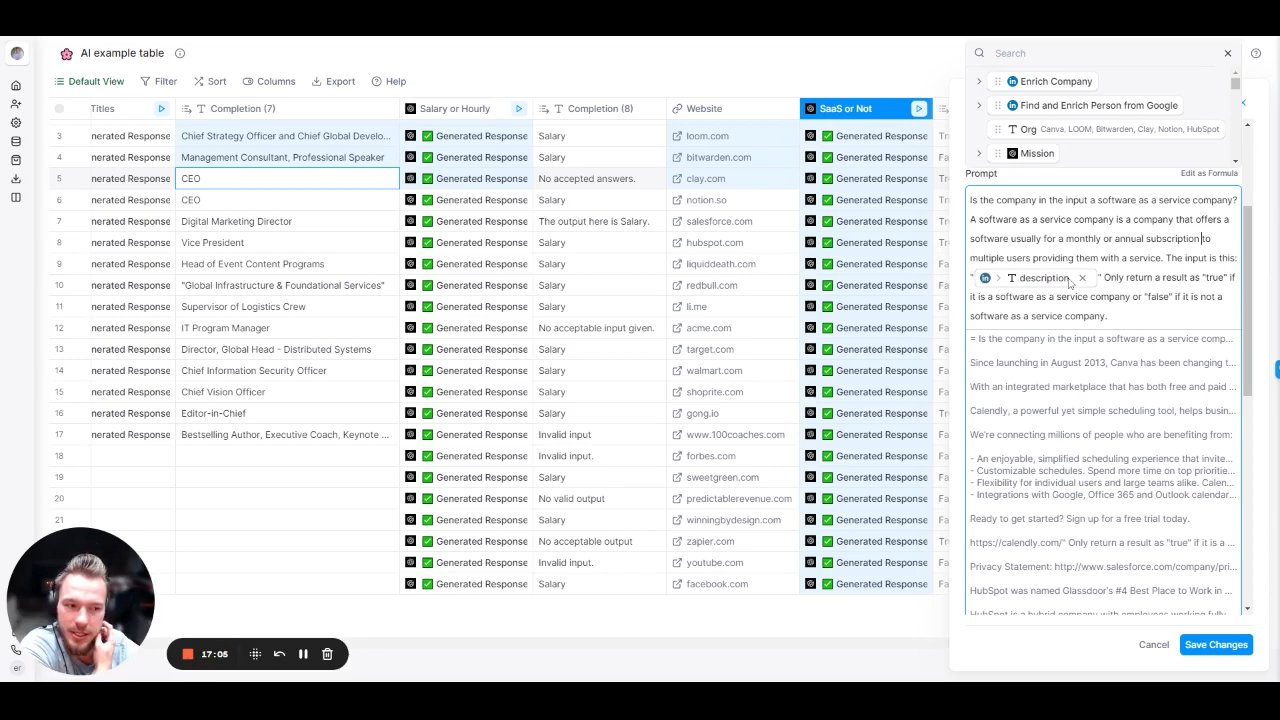 AI example table
Default View
Filter
Sort
Columns
Export
Help
Titles
Completion (7)
Salary or Hourly
Completion (8)
Website
SaaS or Not
3 nerated Response Chief Strategy Officer and Chief Global Develo... Generated Response Salary loom.com Generated Response
4 nerated Response Management Consultant, Professional Speaker Generated Response Salary bitwarden.com Generated Response
5 nerated Response CEO Generated Response No accepted answers. clay.com Generated Response
6 nerated Response CEO Generated Response Salary notion.so Generated Response
7 nerated Response Digital Marketing Director Generated Response The output here is Salary. salesforce.com Generated Response
8 nerated Response Vice President Generated Response Salary hubspot.com Generated Response
9 nerated Response Head of Event Content Programs Generated Response Salary liquiddeath.com Generated Response
10 nerated Response "Global Infrastructure & Foundational Services" Generated Response Salary redbull.com Generated Response
11 nerated Response Supervisor of Logistics Crew Generated Response Salary li.me Generated Response
12 nerated Response IT Program Manager Generated Response No acceptable input given. acme.com Generated Response
13 nerated Response Director, Global Head - Distributed Systems Generated Response Salary target.com Generated Response
14 nerated Response Chief Information Security Officer Generated Response Salary walmart.com Generated Response
15 nerated Response Chief Vision Officer Generated Response Salary shoprite.com Generated Response
16 nerated Response Editor-in-Chief Generated Response Salary gong.io Generated Response
17 nerated Response Bestselling Author, Executive Coach, Keynote ... Generated Response Invalid input www.100coaches.com Generated Response
18 Generated Response Invalid input. forbes.com Generated Response
19 Generated Response Salary sweetgreen.com Generated Response
20 Generated Response No valid output predictablerevenue.com Generated Response
21 Generated Response Salary winningbydesign.com Generated Response
Generated Response No acceptable output zapier.com Generated Response
Generated Response Invalid input. youtube.com Generated Response
Generated Response Salary facebook.com Generated Response
17:05
Search
Enrich Company
Find and Enrich Person from Google
Org Canva, LOOM, Bitwarden, Clay, Notion, HubSpot
Mission
Prompt
Edit as Formula
Is the company in the input a software as a service company?
A software as a service company is a company that offers a
software usually for a monthly or annual subscription to
multiple users providing them with a service. The input is this:
" description " Only return a result as "true" if
it is a software as a service company or "false" if it is not a
software as a service company.
= Is the company in the input a software as a service comp...
Since launching in August 2013, Canva has been changing t...
With an integrated marketplace that has both free and paid ...
Calendly, a powerful yet simple scheduling tool, helps busin...
We're connecting millions of people who are benefiting from:
- An enjoyable, simplified scheduling experience that invite...
- Customizable schedules. Spend more time on top prioritie...
- Flexibility for individual users and large teams alike. Calen...
- Integrations with Google, Office 365 and Outlook calendar...
Ready to get started? Sign up for a free trial today.
https://calendly.com/" Only return a result as "true" if it is a ...
Privacy Statement: http://www.salesforce.com/company/pri...
HubSpot was named Glassdoor's #4 Best Place to Work in ...
HubSpot is a hybrid company with employees working fully
Cancel
Save Changes
er